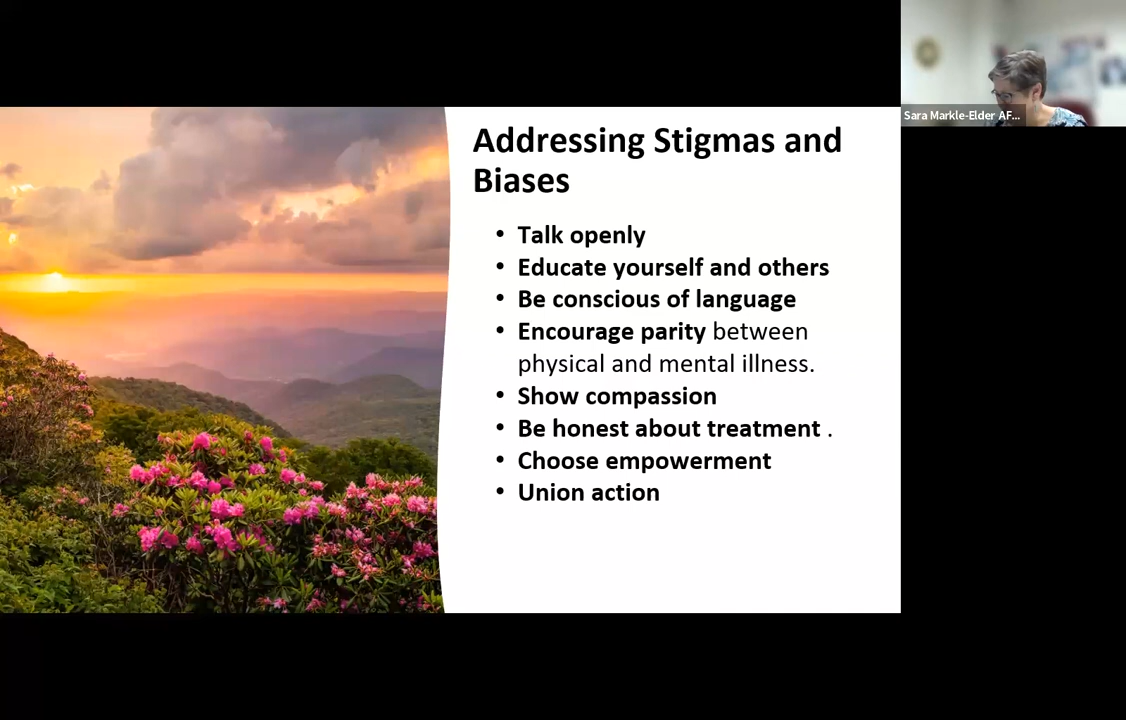 Addressing Stigmas and
Biases
• Talk openly
• Educate yourself and others
• Be conscious of language
• Encourage parity between
physical and mental illness.
• Show compassion
• Be honest about treatment .
• Choose empowerment
• Union action
Sara Markle-Elder AF...